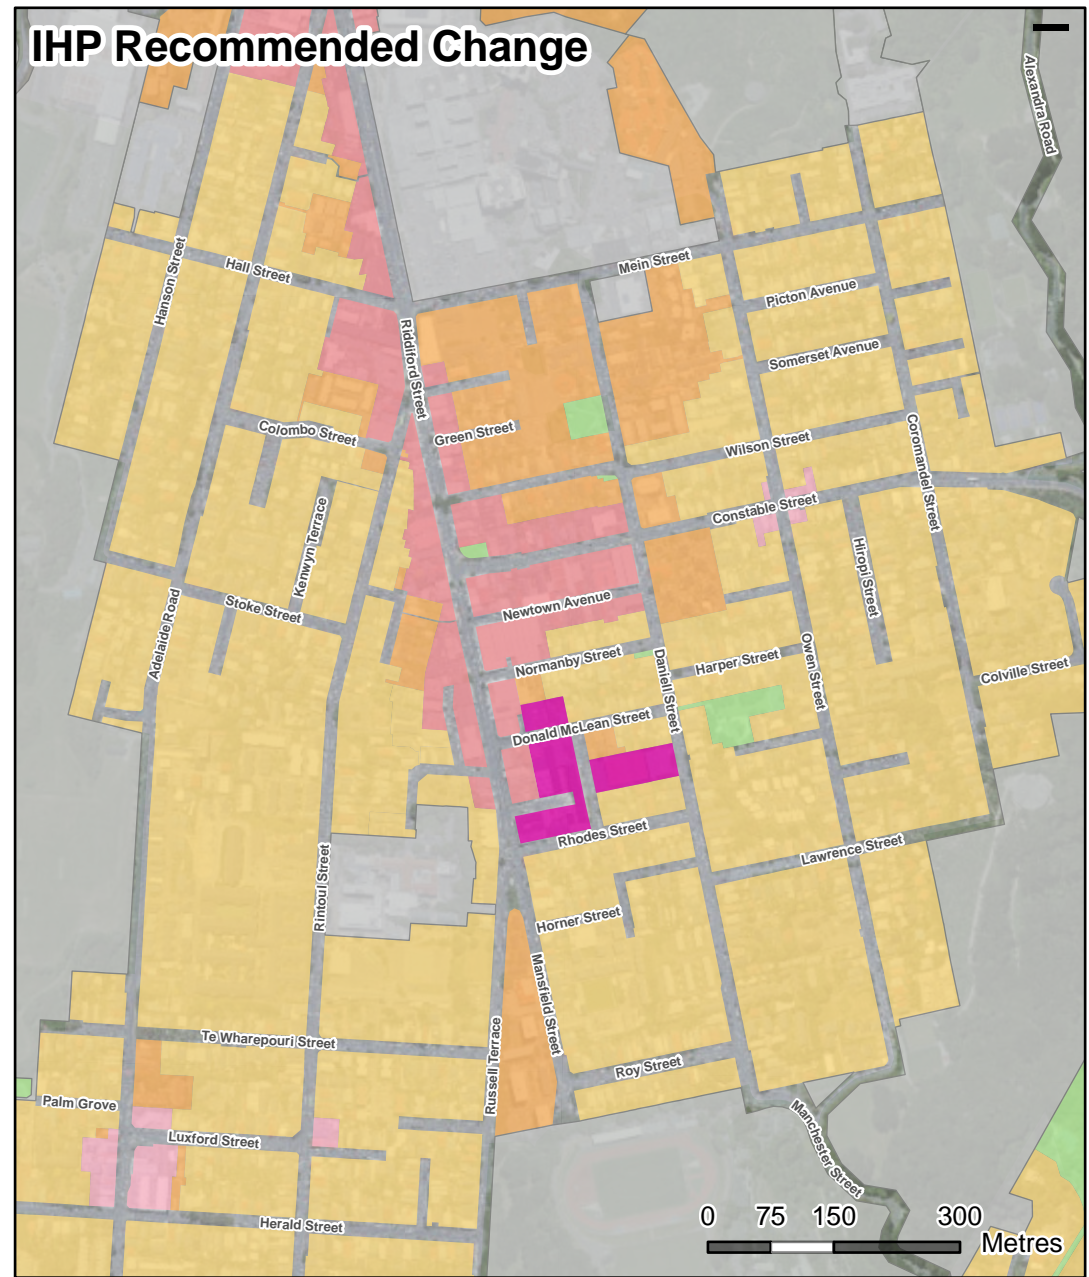 IHP Recommended Change
Alexandra Road
Hanson Street
Hall Street
Mein Street
Picton Avenue
Riddiford Street
Somerset Avenue
Colombo Street
Green Street
Wilson Street
Coromandel Street
Constable Street
Kenwyn Terrace
Hiropi Street
Stoke Street
Newtown Avenue
Adelaide Road
Normanby Street
Daniell Street
Harper Street
Owen Street
Colville Street
Donald McLean Street
Rhodes Street
Lawrence Street
Rintoul Street
Horner Street
Mansfield Street
Te Wharepouri Street
Russell Terrace
Roy Street
Palm Grove
Manchester Street
Luxford Street
Herald Street
0 75 150 300
Metres